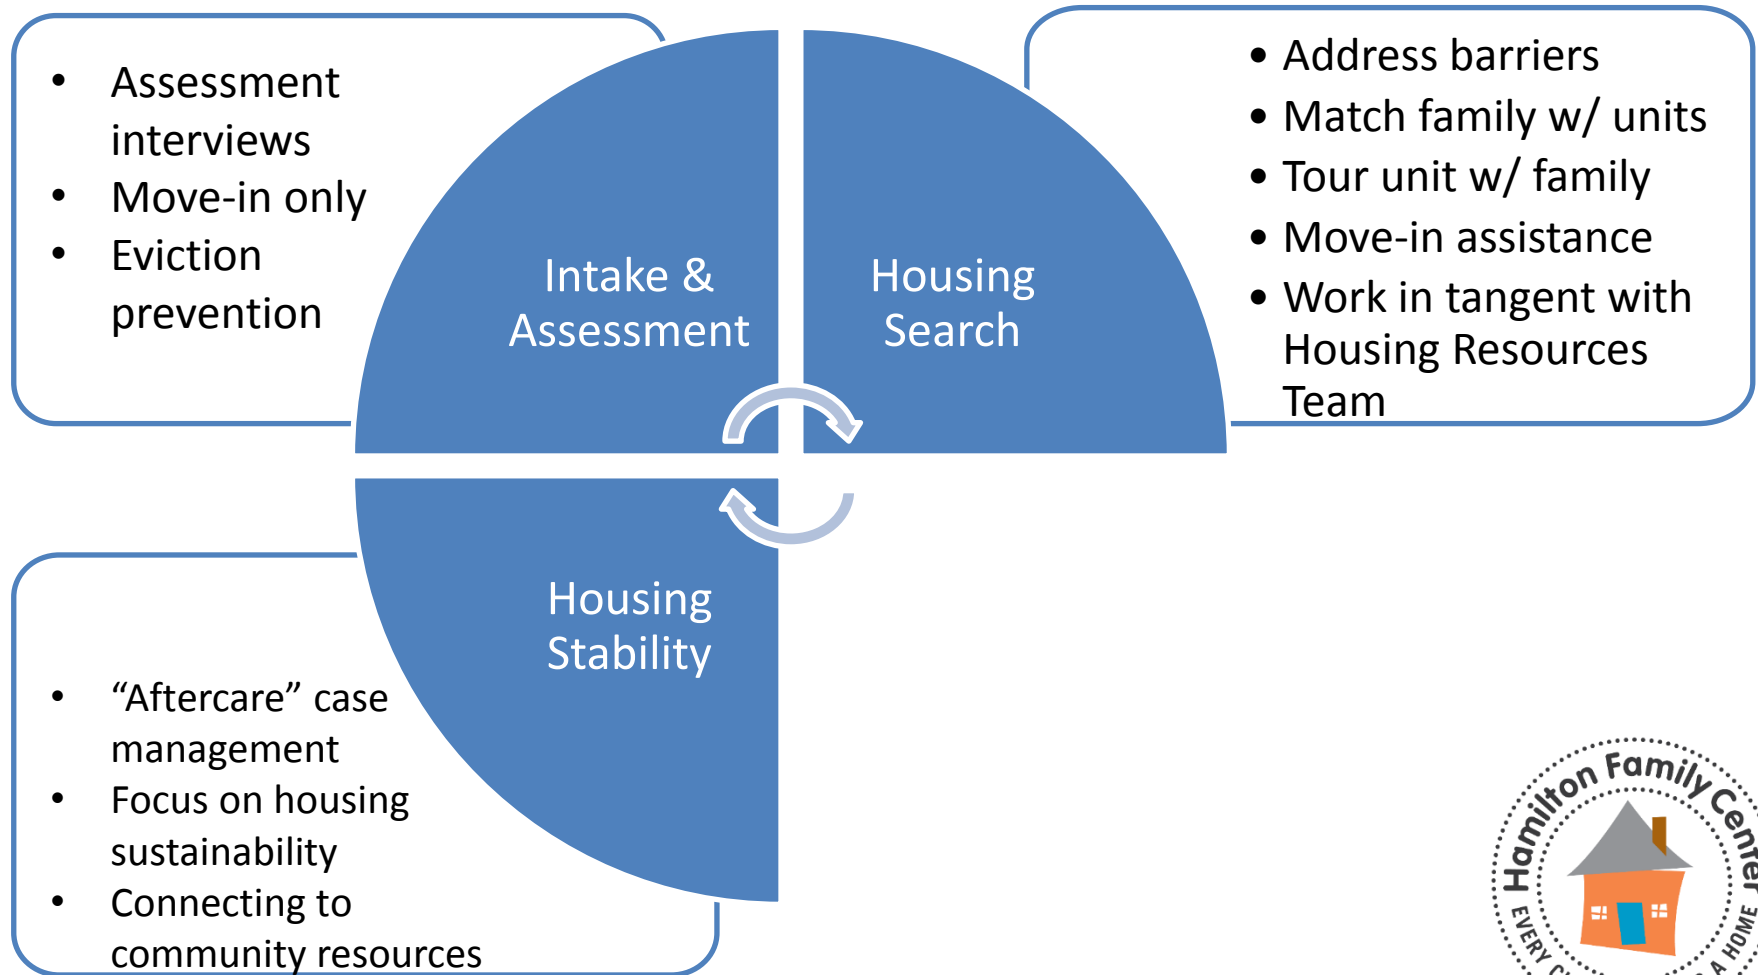 • Assessment
interviews
• Move-in only
• Eviction
prevention
Intake &
Assessment
Housing
Search
• Address barriers
• Match family w/ units
• Tour unit w/ family
• Move-in assistance
• Work in tangent with
Housing Resources
Team
Housing
Stability
• “Aftercare” case
management
• Focus on housing
sustainability
• Connecting to
community resources
Hamilton Family Center
EVERY
A HOME